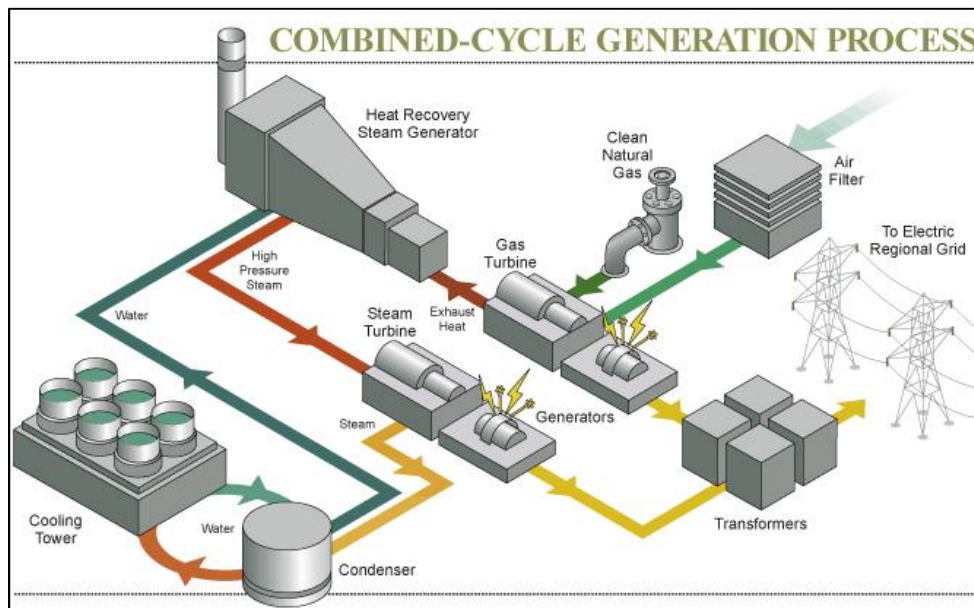 COMBINED-CYCLE GENERATION PROCESS
Heat Recovery
Steam Generator
Clean
Natural
Gas
Air
Filter
To Electric
Regional Grid
Gas
Turbine
High
Pressure
Steam
Exhaust
Heat
Steam
Turbine
Water
Generators
Steam
Transformers
Cooling
Tower
Water
Condenser